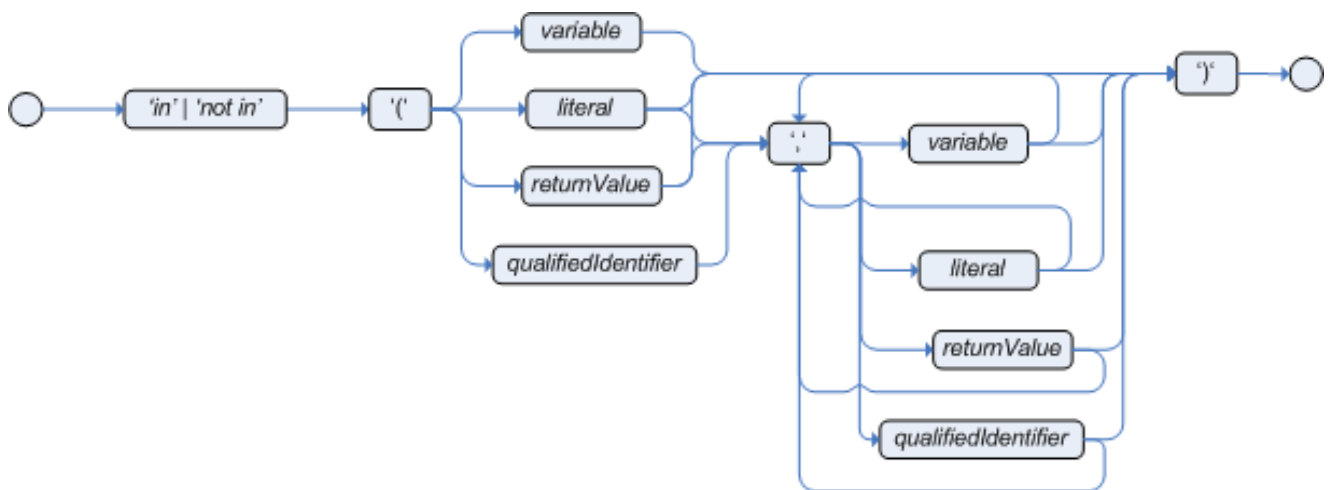 variable
‘)‘
‘in’ | ‘not in’
'('
literal
‘,‘
variable
returnValue
qualifiedIdentifier
literal
returnValue
qualifiedIdentifier